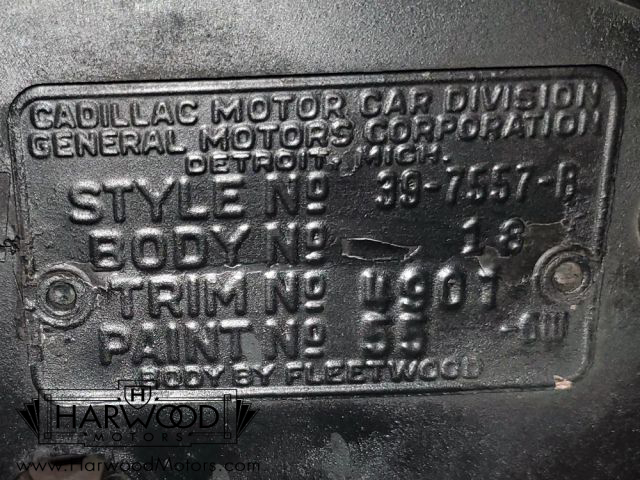 CADILLAC MOTOR CAR DIVISION
GENERAL MOTORS CORPORATION
DETROIT, MICH.
STYLE NO 39-7557-B
BODY NO 18
TRIM NO 4901
PAINT NO 55
BODY BY FLEETWOOD
H
HARWOOD
MOTORS
www.HarwoodMotors.com